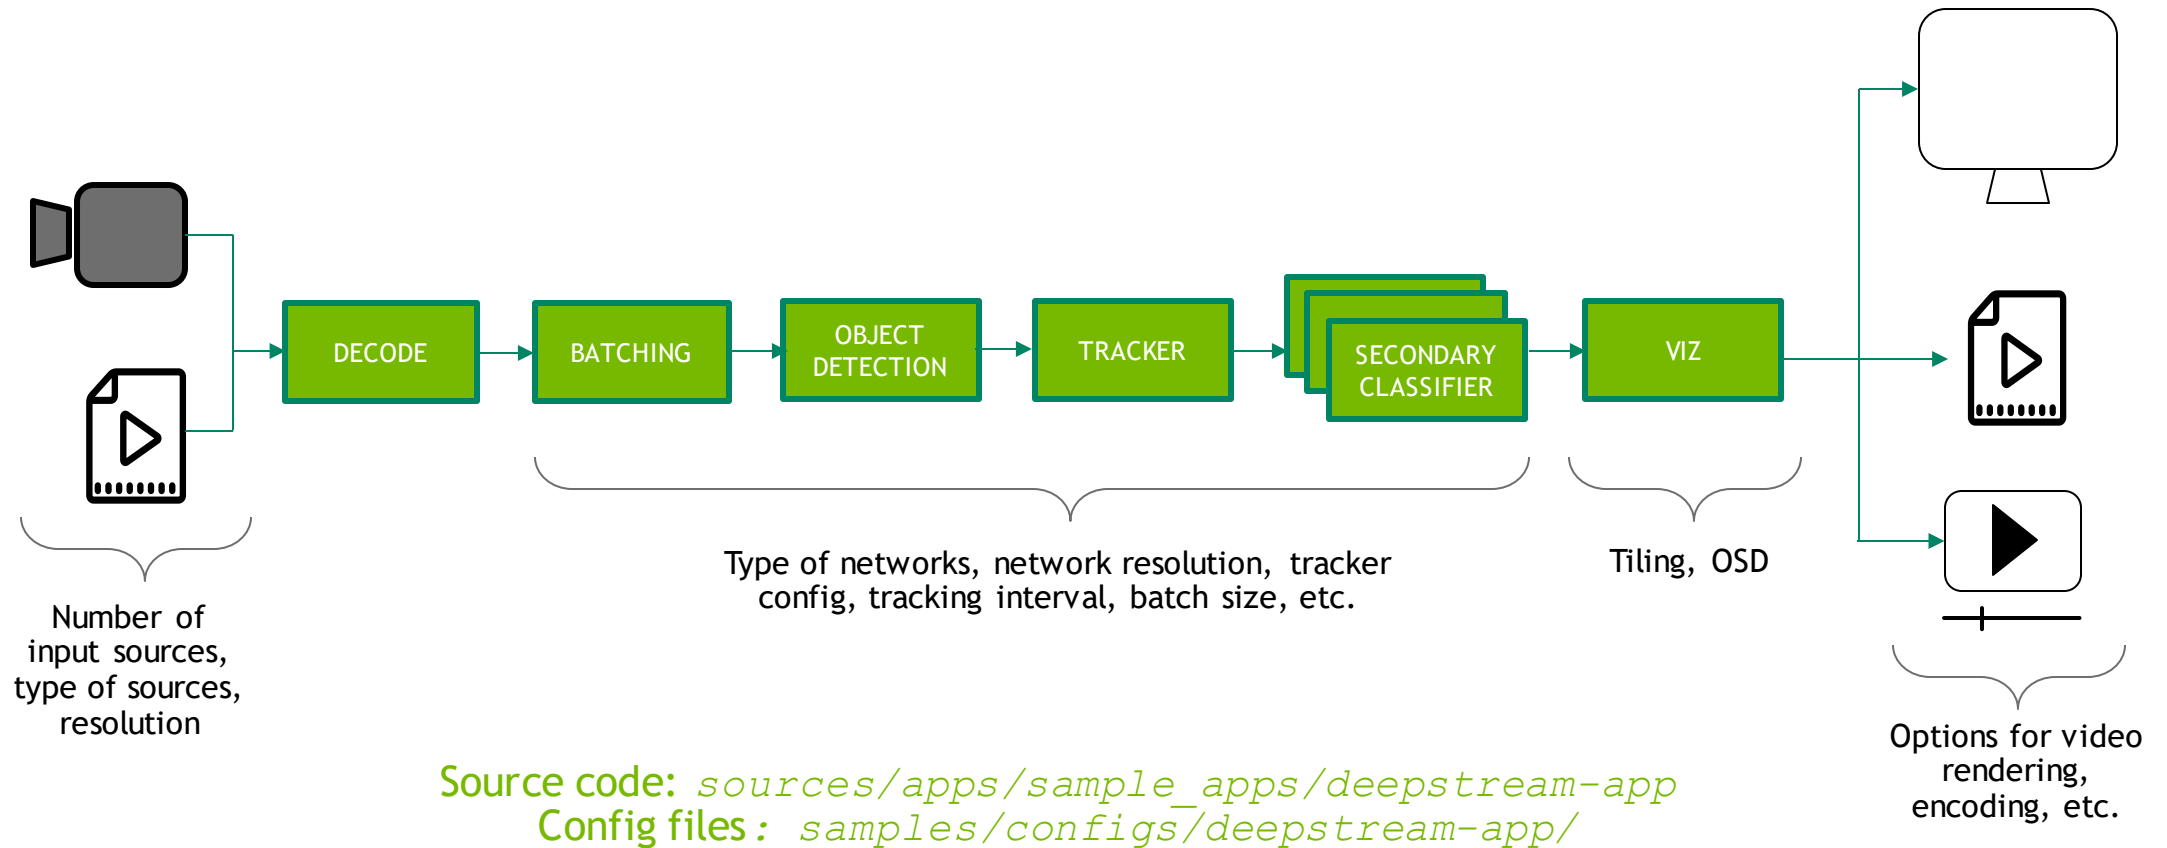 DECODE
BATCHING
OBJECT
DETECTION
TRACKER
SECONDARY
CLASSIFIER
VIZ
Number of
input sources,
type of sources,
resolution
Type of networks, network resolution, tracker
config, tracking interval, batch size, etc.
Tiling, OSD
Options for video
rendering,
encoding, etc.
Source code: sources/apps/sample_apps/deepstream-app
Config files: samples/configs/deepstream-app/